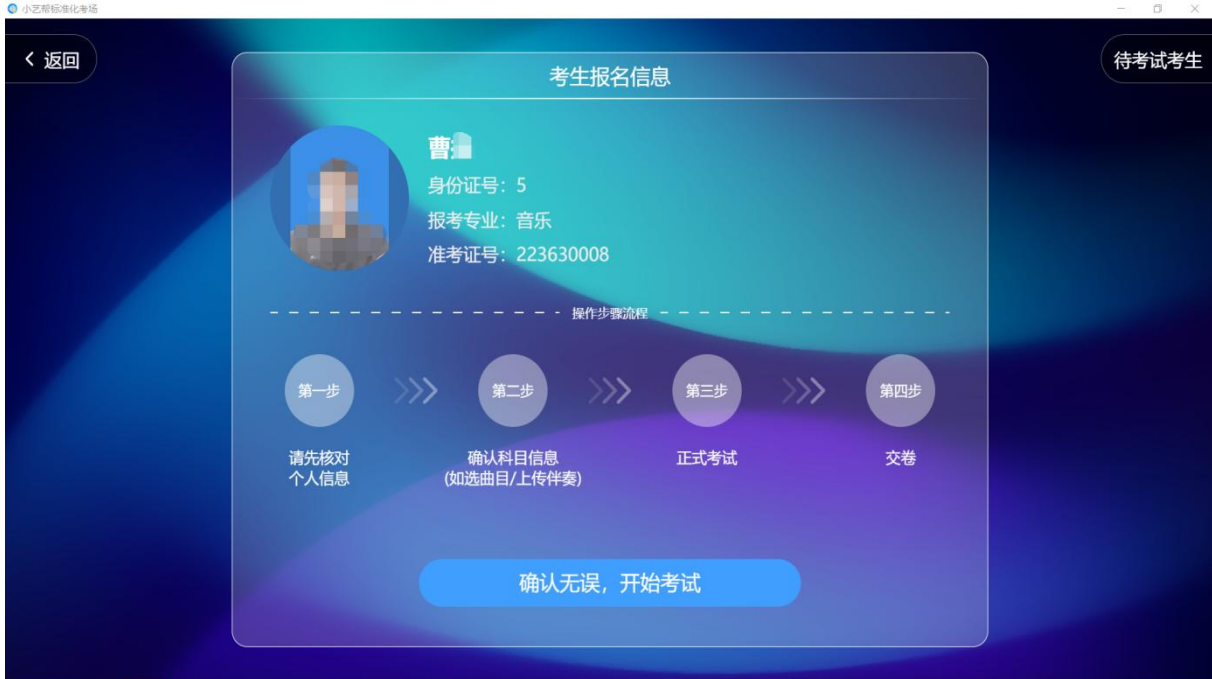 小艺帮标准化考场
返回
待考试考生
考生报名信息
曹
身份证号：5
报考专业：音乐
准考证号：223630008
操作步骤流程
第一步
第二步
第三步
第四步
请先核对
个人信息
确认科目信息
(如选曲目/上传伴奏)
正式考试
交卷
确认无误，开始考试